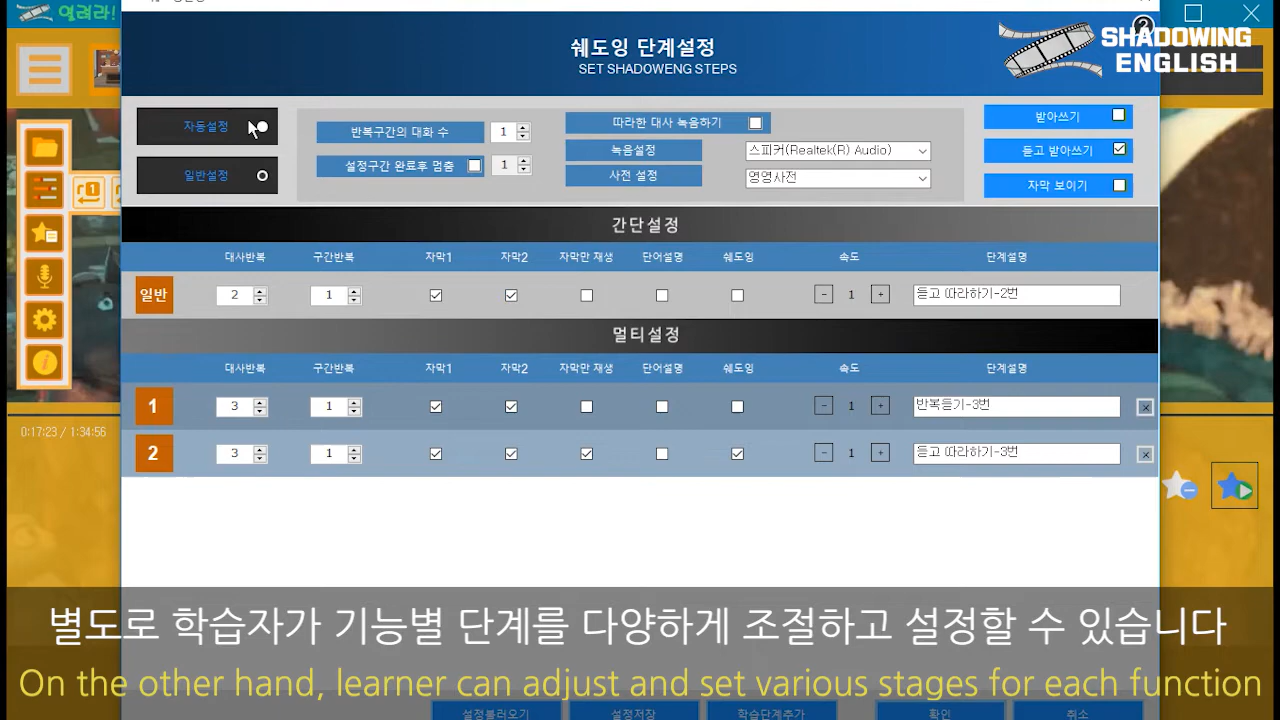 열려라!
쉐도잉 단계설정
SET SHADOWENG STEPS
?
SHADOWING
ENGLISH
자동설정
일반설정
반복구간의 대화 수 1
설정구간 완료후 멈춤 1
따라한 대사 녹음하기
녹음설정 스피커(Realtek(R) Audio)
사전 설정 영영사전
받아쓰기
듣고 받아쓰기
자막 보이기
1
간단설정
대사반복 구간반복 자막1 자막2 자막만 재생 단어설명 쉐도잉 속도 단계설명
일반 2 1 - 1 + 듣고 따라하기-2번
멀티설정
대사반복 구간반복 자막1 자막2 자막만 재생 단어설명 쉐도잉 속도 단계설명
1 3 1 - 1 + 반복듣기-3번
2 3 1 - 1 + 듣고 따라하기-3번
0:17:23 / 1:34:56
별도로 학습자가 기능별 단계를 다양하게 조절하고 설정할 수 있습니다
On the other hand, learner can adjust and set various stages for each function
설정불러오기 설정저장 학습단계추가 확인 취소